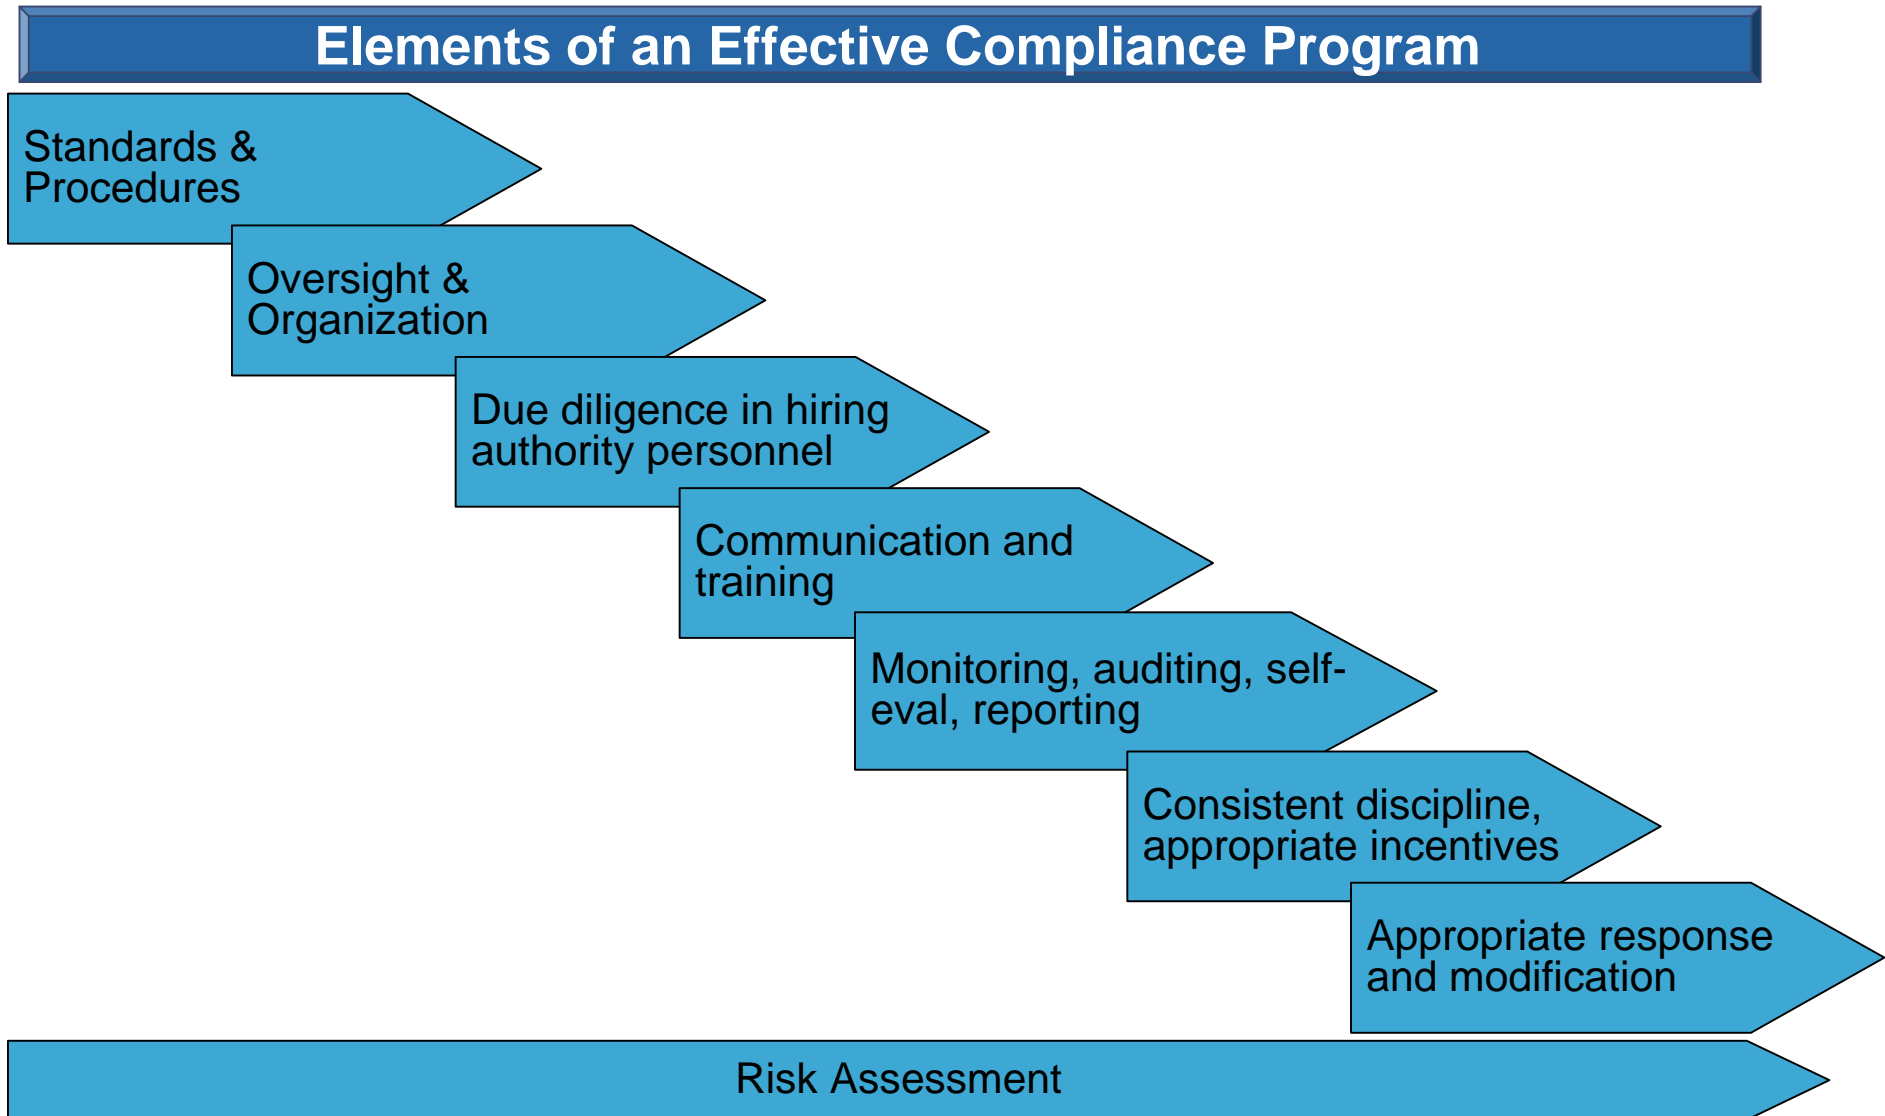 Elements of an Effective Compliance Program
Standards &
Procedures
Oversight &
Organization
Due diligence in hiring
authority personnel
Communication and
training
Monitoring, auditing, self-
eval, reporting
Consistent discipline,
appropriate incentives
Appropriate response
and modification
Risk Assessment